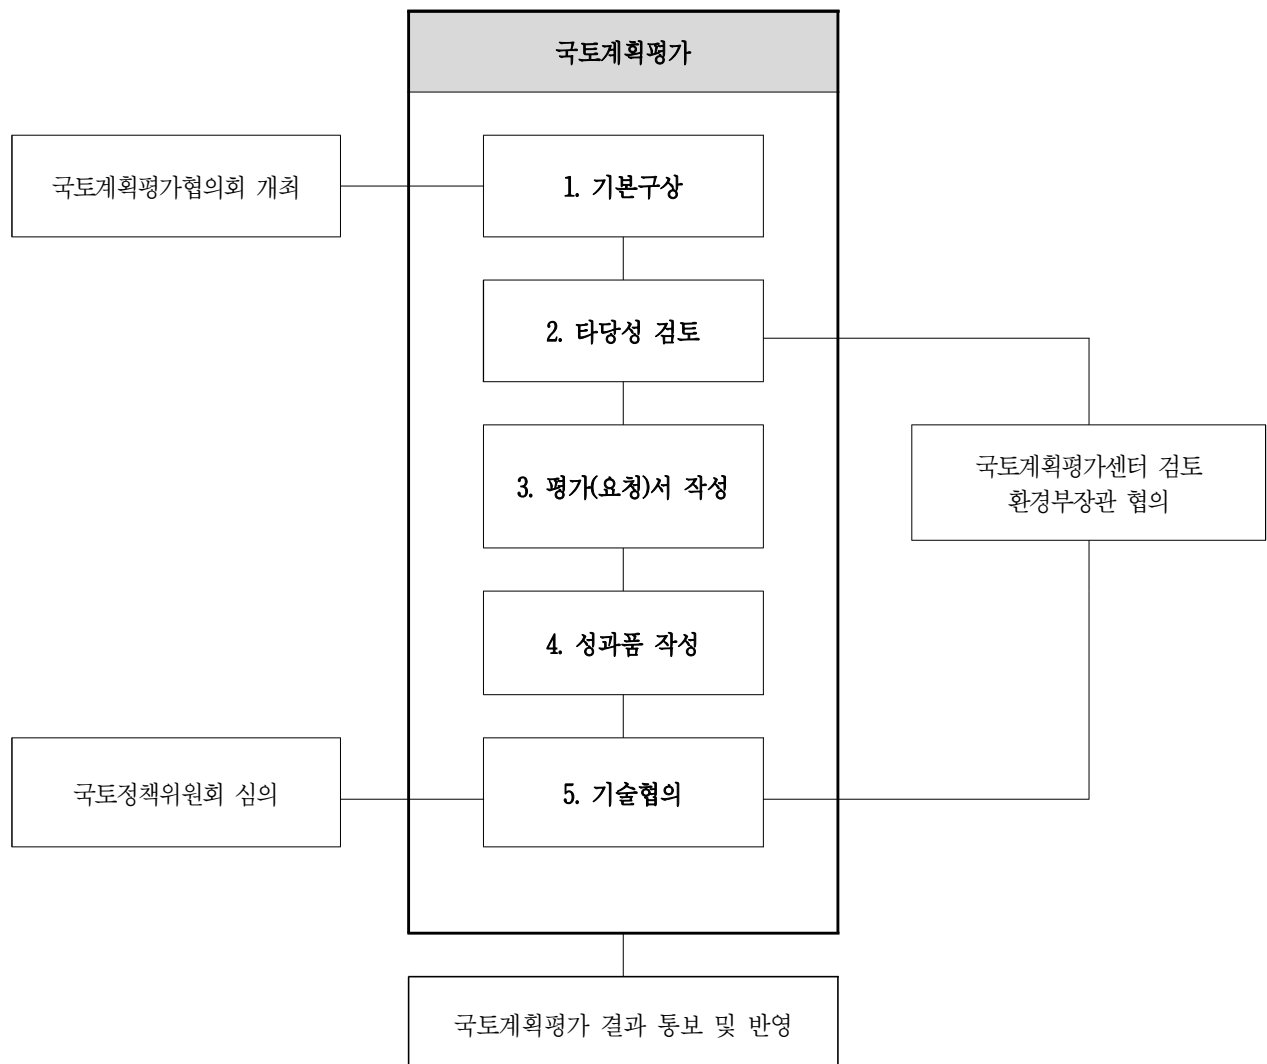 국토계획평가
국토계획평가협의회 개최
1. 기본구상
2. 타당성 검토
3. 평가(요청)서 작성
국토계획평가센터 검토
환경부장관 협의
4. 성과품 작성
국토정책위원회 심의
5. 기술협의
국토계획평가 결과 통보 및 반영